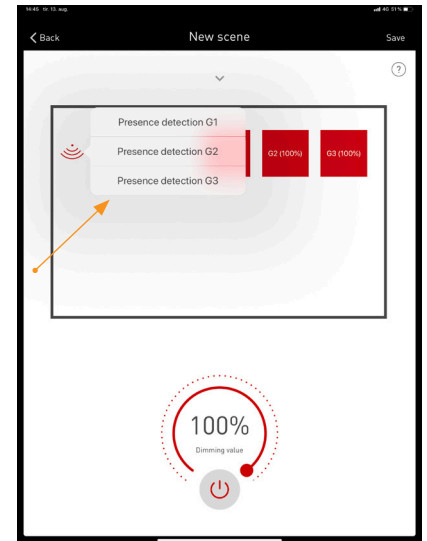 14:45 tir. 13. aug.
4G 51 %
Back
New scene
Save
?
Presence detection G1
Presence detection G2
Presence detection G3
G2 (100%)
G3 (100%)
100%
Dimming value